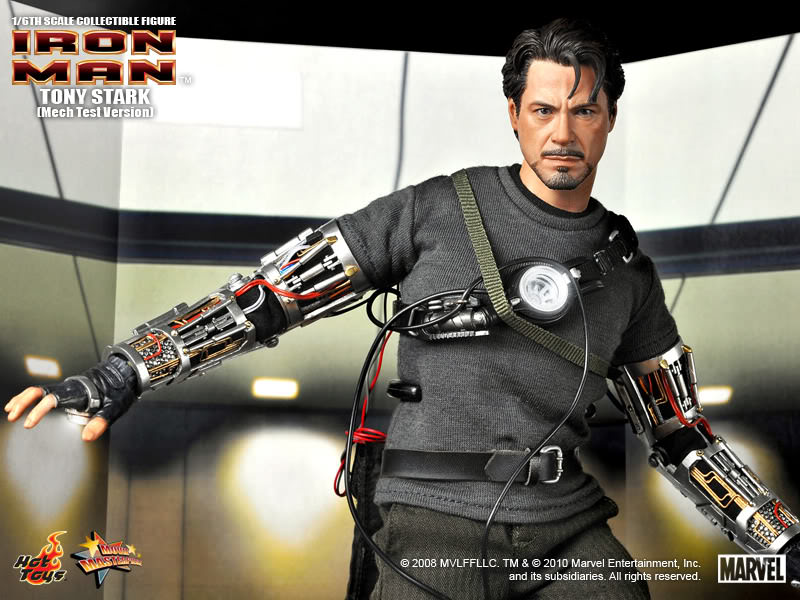 1/6TH SCALE COLLECTIBLE FIGURE
IRON
MAN TM
TONY STARK
(Mech Test Version)
HOT
TOYS
MOVIE
MASTERPIECE
© 2008 MVLFFLLC. TM & © 2010 Marvel Entertainment, Inc.
and its subsidiaries. All rights reserved.
MARVEL